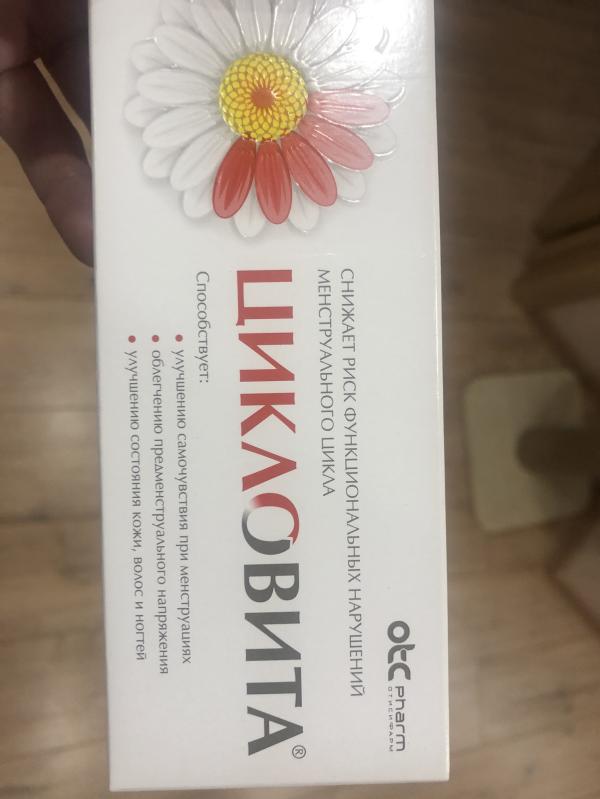 otc pharm
ОТИСИФАРМ
СНИЖАЕТ РИСК ФУНКЦИОНАЛЬНЫХ НАРУШЕНИЙ
МЕНСТРУАЛЬНОГО ЦИКЛА
ЦИКЛОВИТА®
Способствует:
• улучшению самочувствия при менструациях
• облегчению предменструального напряжения
• улучшению состояния кожи, волос и ногтей